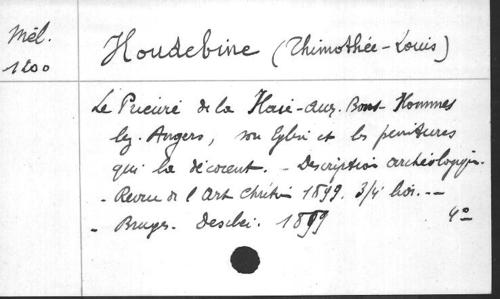 Mél.
1200
Houdebine (Thimothée-Louis)
Le Prieuré de la Haie-aux-Bons-Hommes
lez-Angers, son Eglise et les peintures
qui la décorent. - Description archéologique.
- Revue de l'Art Chrétien 1899. 3/4 livr. --
- Bruges. Desclée. 1899 4°